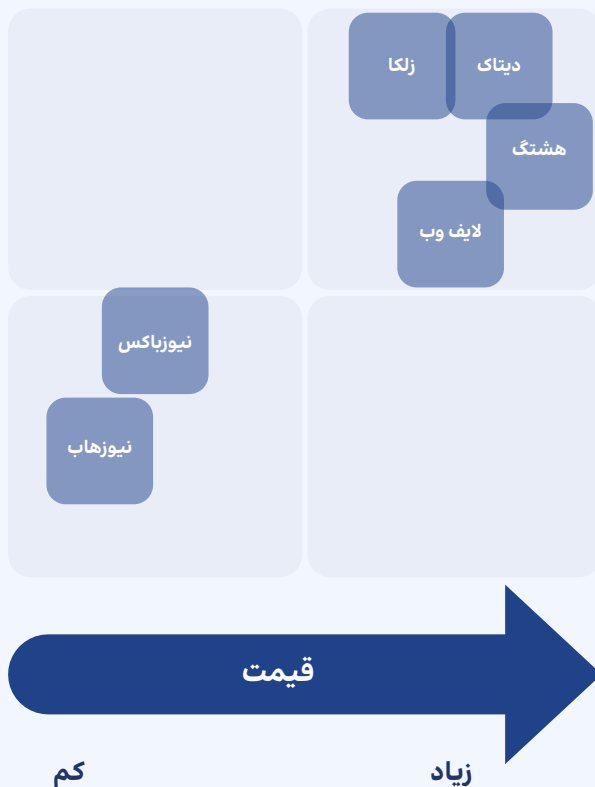 دیتاک
زلکا
هشتگ
لایف وب
نیوزباکس
نیوزهاب
قیمت
زیاد
کم